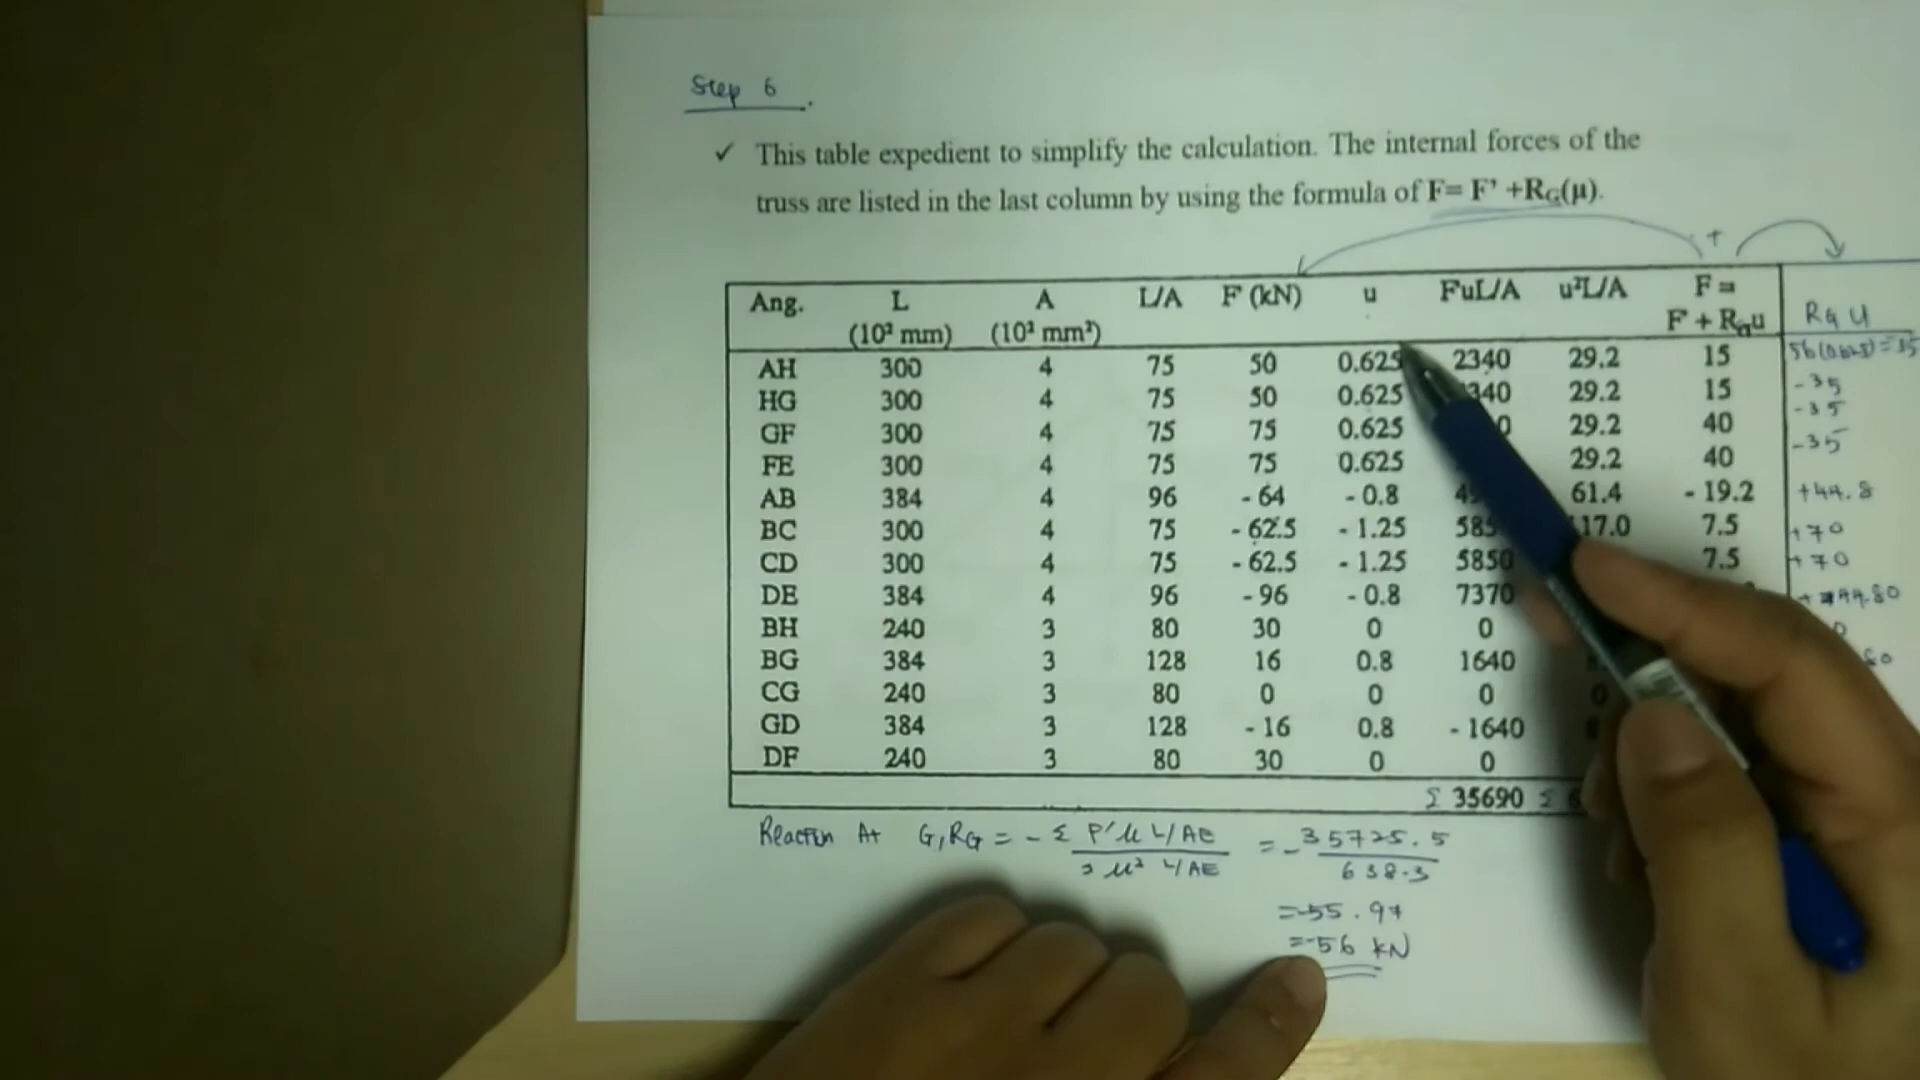 Step 6
✓ This table expedient to simplify the calculation. The internal forces of the
truss are listed in the last column by using the formula of F= F' +RG(µ).
+
Ang. L A L/A F' (kN) u F'uL/A u²L/A F =
(10² mm) (10³ mm²) F' + RGu RG U
AH 300 4 75 50 0.625 2340 29.2 15
HG 300 4 75 50 0.625 29.2 15 -35
GF 300 4 75 75 0.625 29.2 40 -35
FE 300 4 75 75 0.625 29.2 40 -35
AB 384 4 96 - 64 - 0.8 61.4 - 19.2 +44.8
BC 300 4 75 - 62.5 - 1.25 7.5 +70
CD 300 4 75 - 62.5 - 1.25 5850 7.5 +70
DE 384 4 96 - 96 - 0.8 7370 +44.80
BH 240 3 80 30 0 0
BG 384 3 128 16 0.8 1640
CG 240 3 80 0 0 0 0
GD 384 3 128 - 16 0.8 - 1640
DF 240 3 80 30 0 0
Σ 35690 Σ
Reaction At G, RG = - Σ P'µ L/AE = - 35725.5
Σ µ² L/AE 638.3
=-55.97
=-56 kN